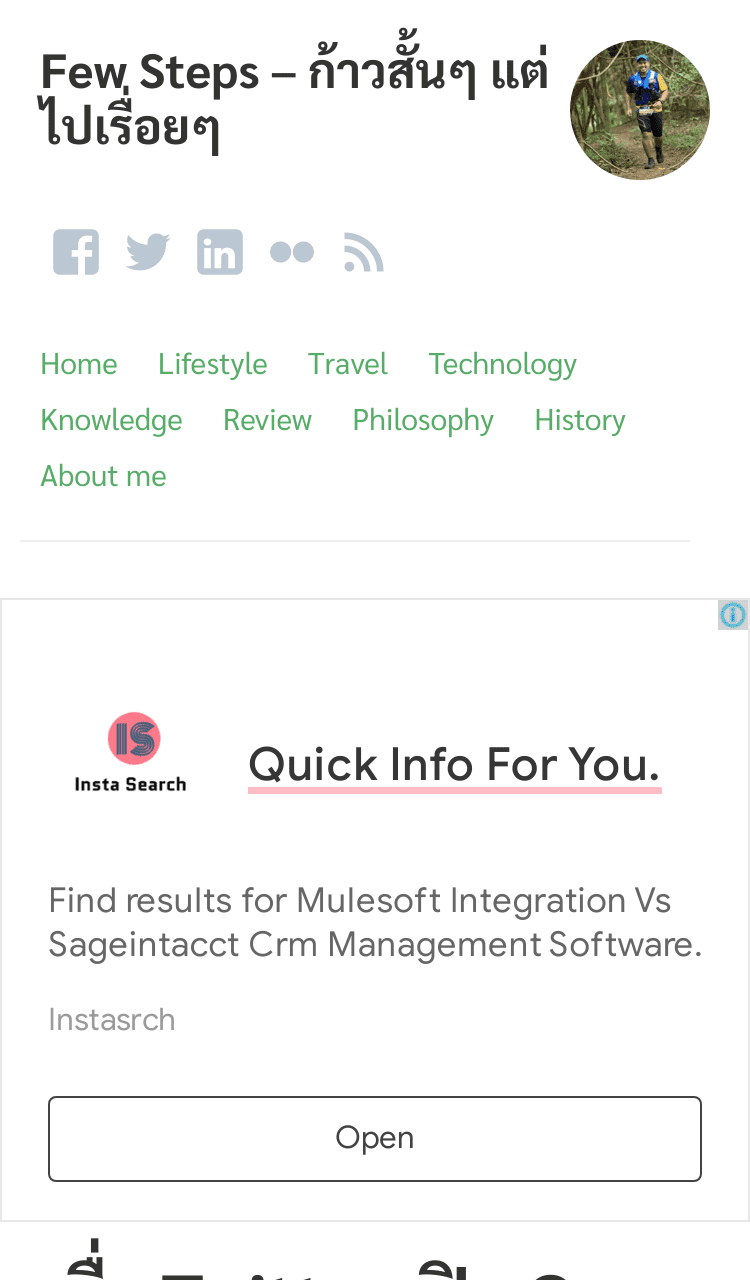 Few Steps – ก้าวสั้นๆ แต่
ไปเรื่อยๆ
Home Lifestyle Travel Technology
Knowledge Review Philosophy History
About me
IS
Insta Search
Quick Info For You.
Find results for Mulesoft Integration Vs
Sageintacct Crm Management Software.
Instasrch
Open